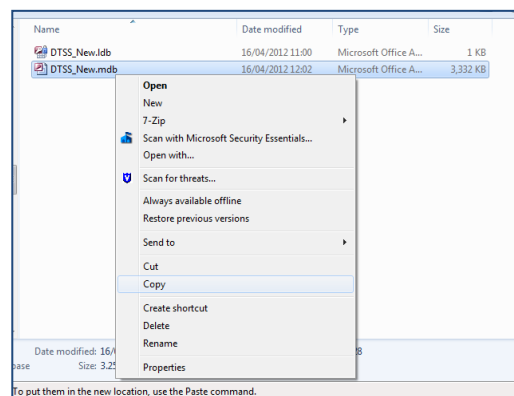 Name Date modified Type Size
DTSS_New.ldb 16/04/2012 11:00 Microsoft Office A... 1 KB
DTSS_New.mdb 16/04/2012 12:02 Microsoft Office A... 3,332 KB
Open
New
7-Zip
Scan with Microsoft Security Essentials...
Open with...
Scan for threats...
Always available offline
Restore previous versions
Send to
Cut
Copy
Create shortcut
Delete
Rename
Properties
Date modified: 16/
Size: 3.25
To put them in the new location, use the Paste command.